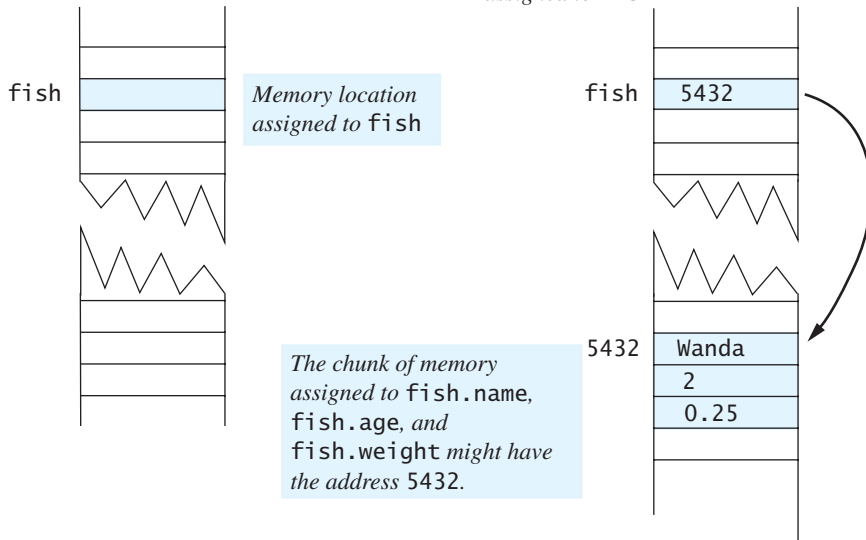 fish
Memory location
assigned to fish
fish
5432
The chunk of memory
assigned to fish.name,
fish.age, and
fish.weight might have
the address 5432.
5432
Wanda
2
0.25